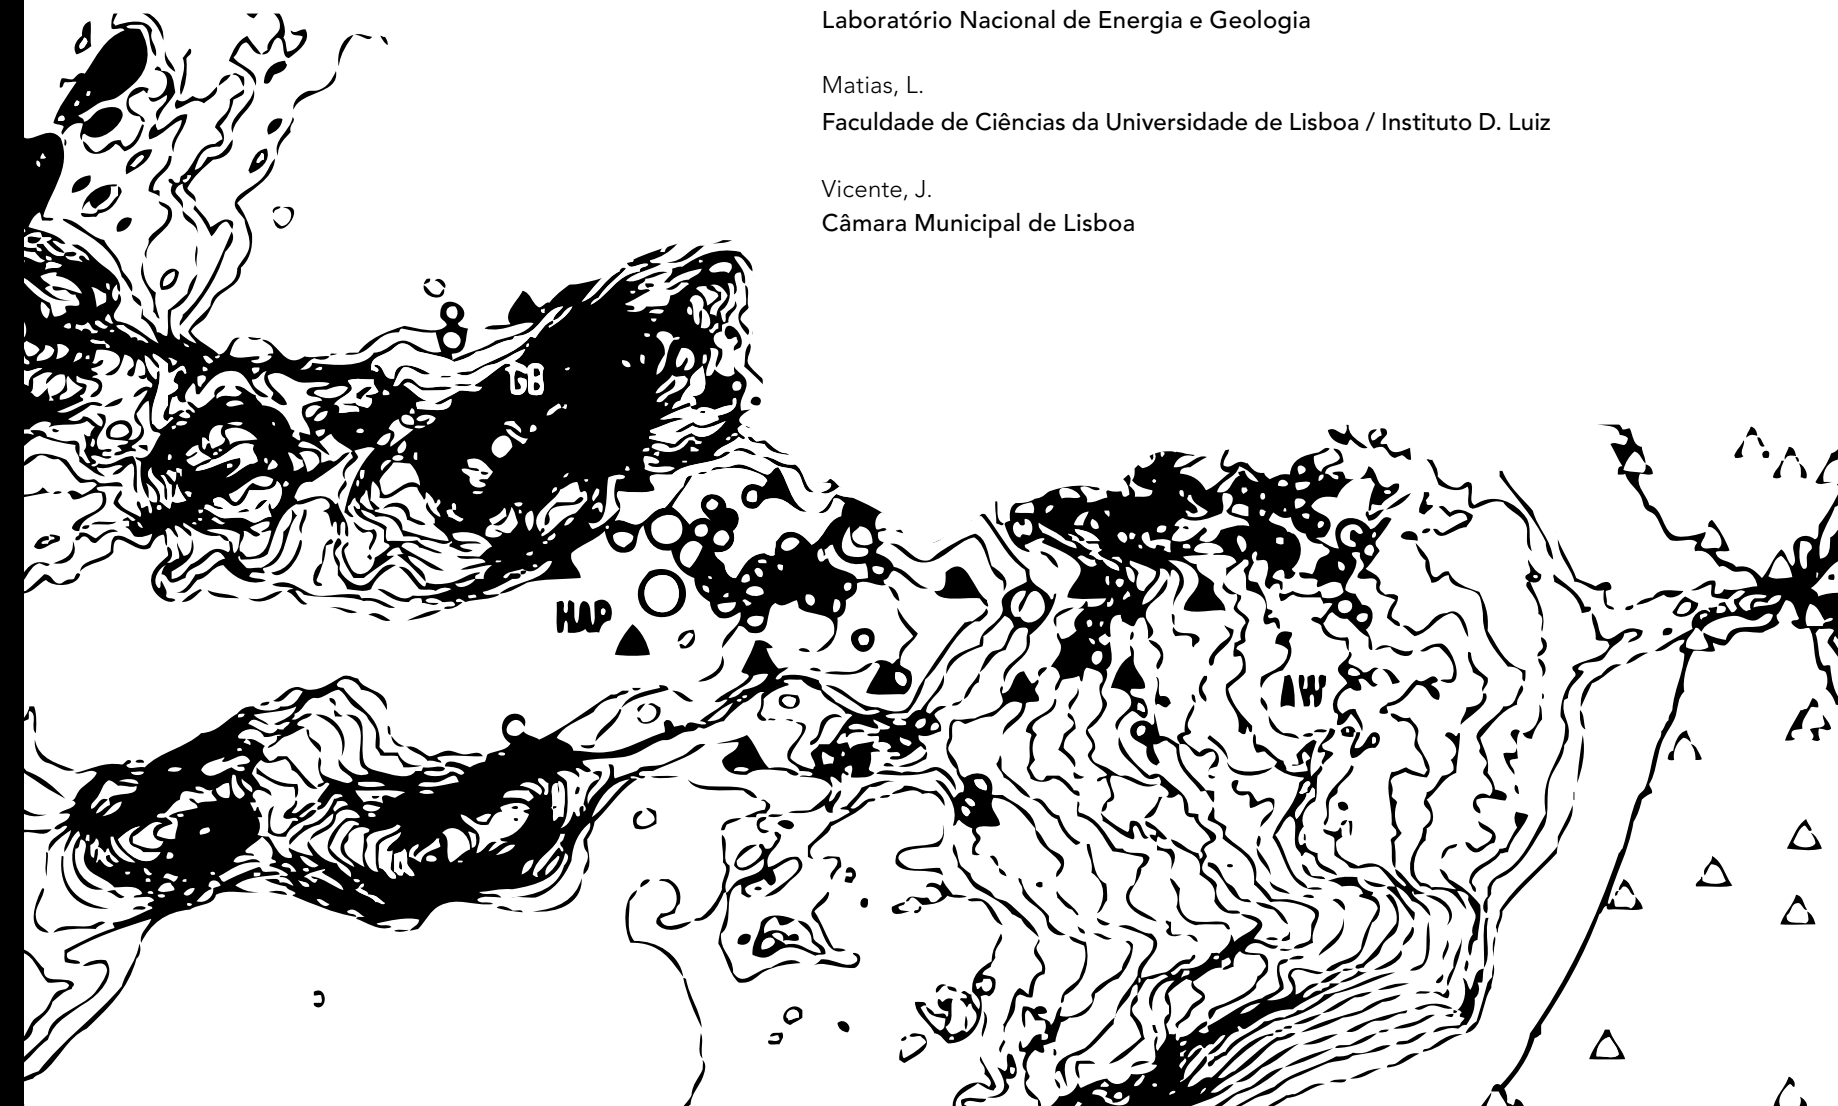 Laboratório Nacional de Energia e Geologia
Matias, L.
Faculdade de Ciências da Universidade de Lisboa / Instituto D. Luiz
Vicente, J.
Câmara Municipal de Lisboa
GB
HAP
AW